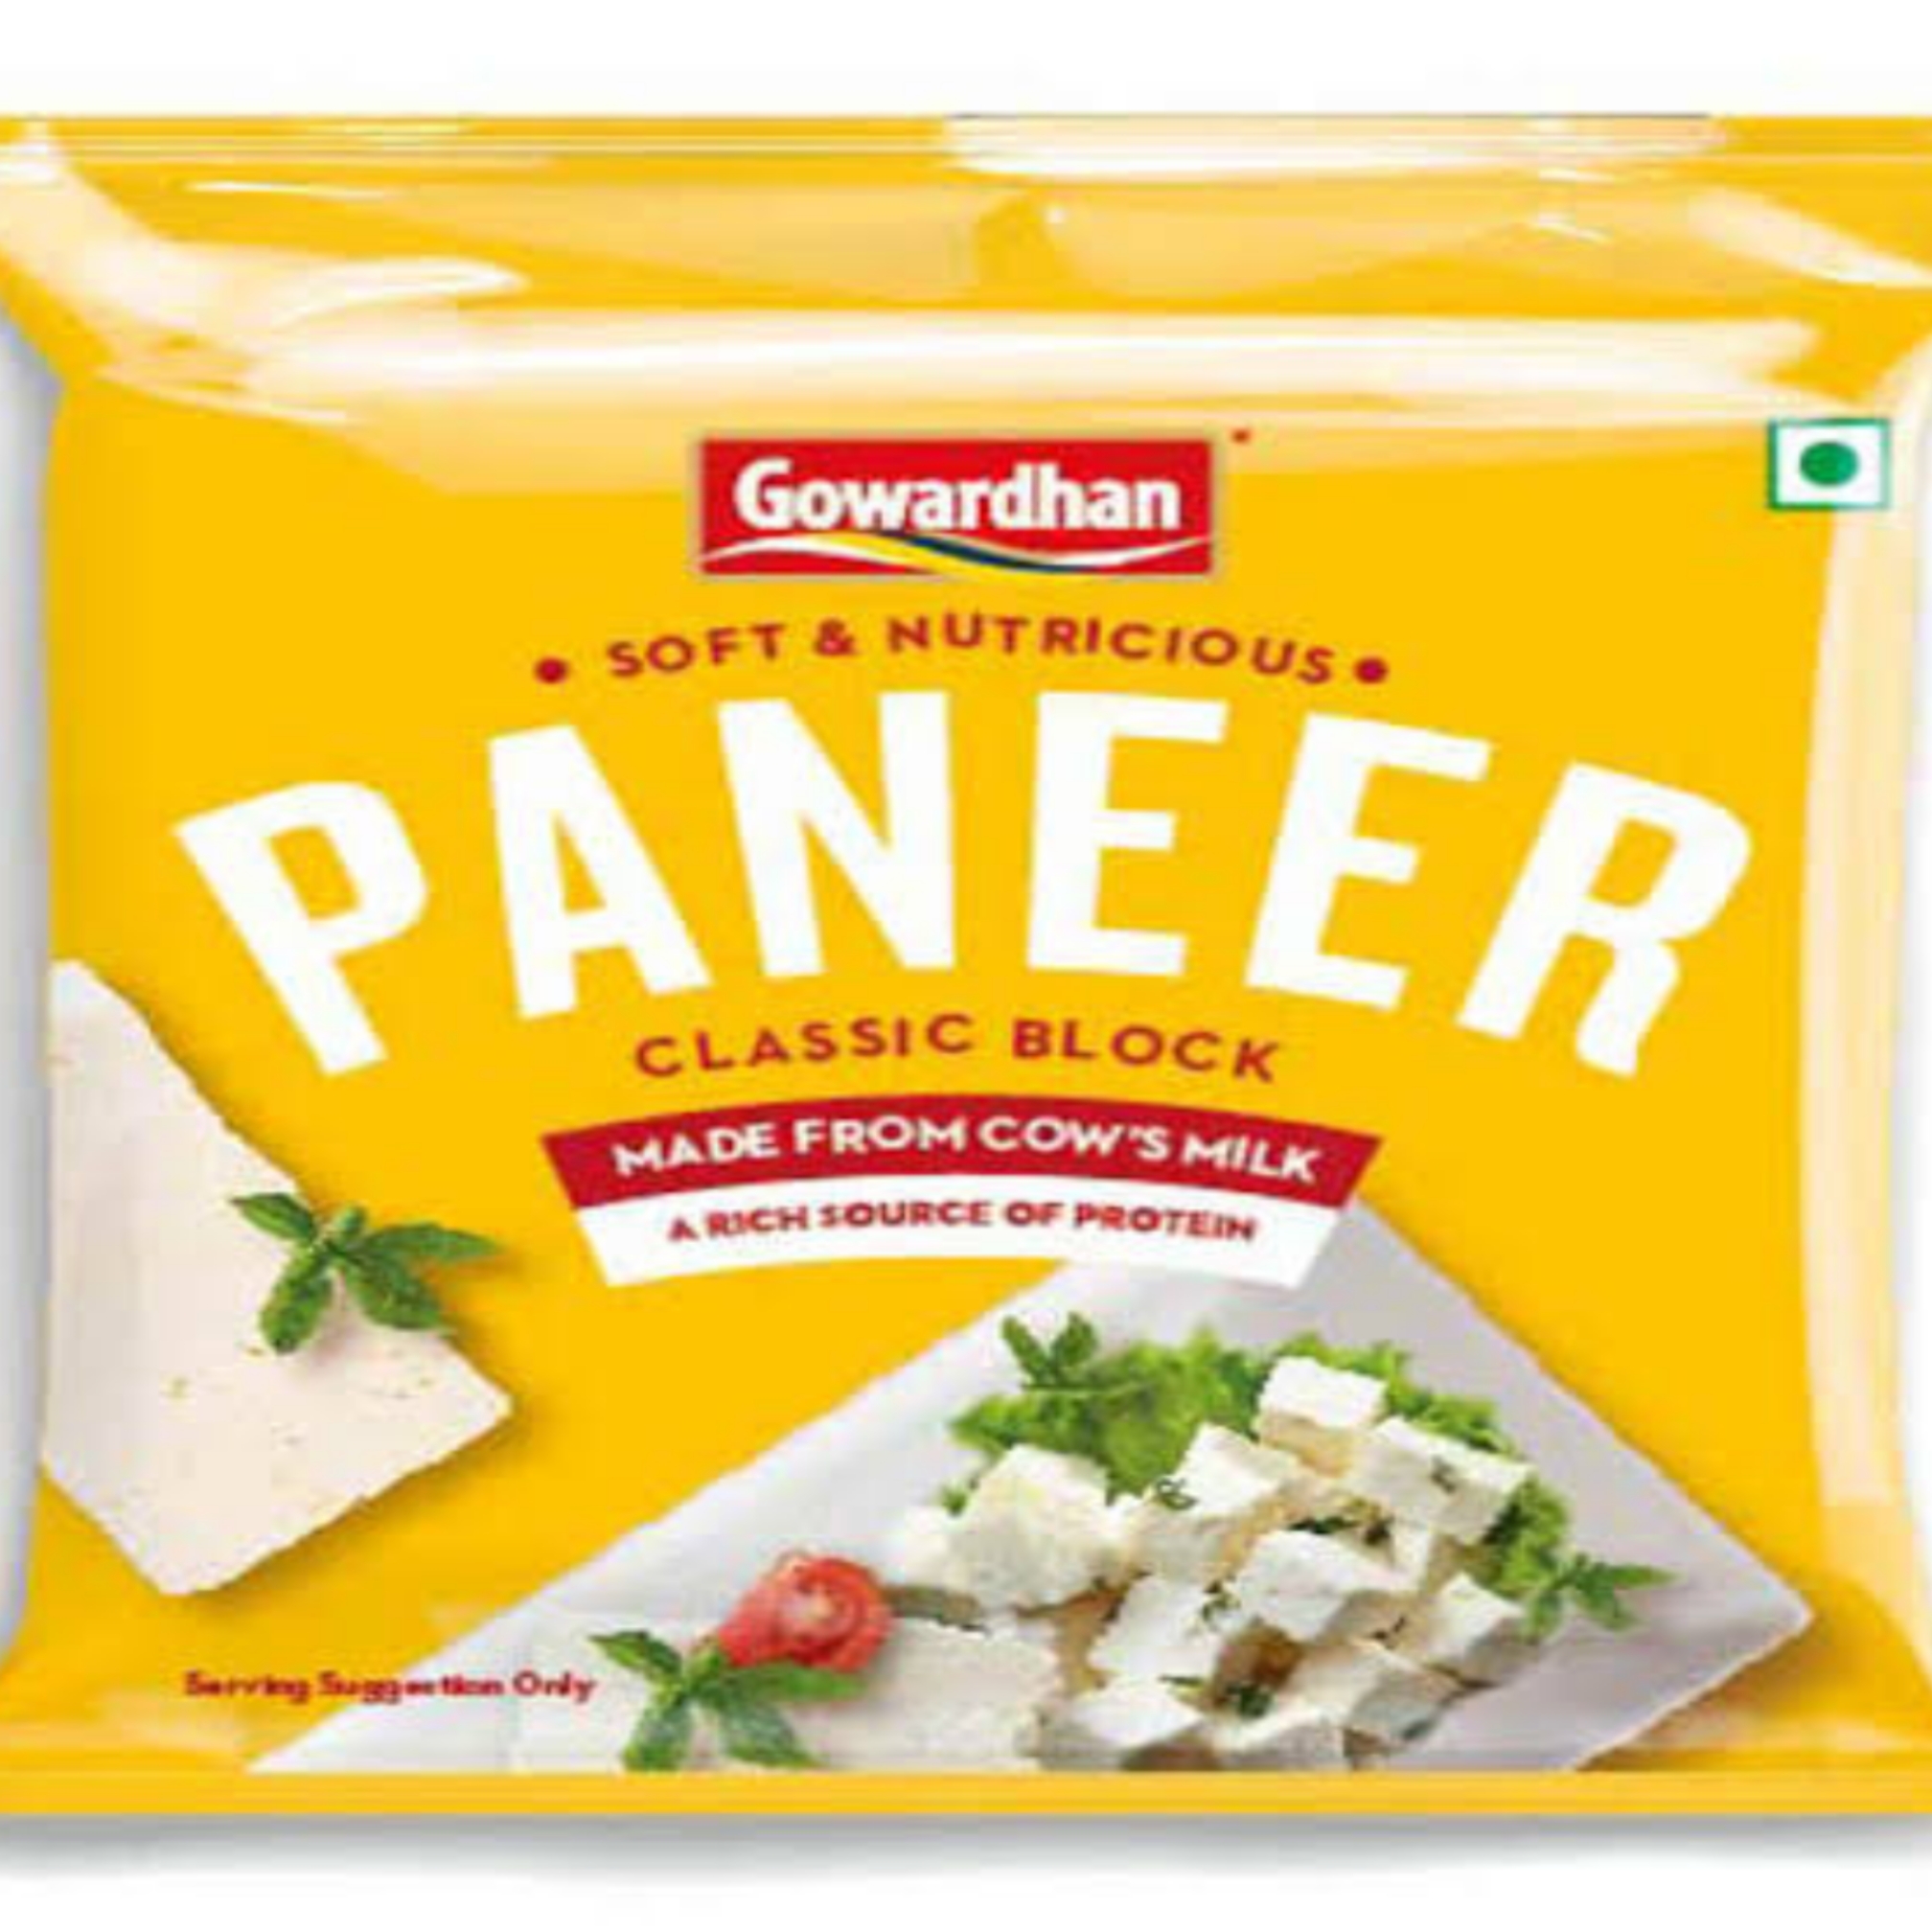 Gowardhan
• SOFT & NUTRICIOUS •
PANEER
CLASSIC BLOCK
MADE FROM COW'S MILK
A RICH SOURCE OF PROTEIN
Serving Suggestion Only